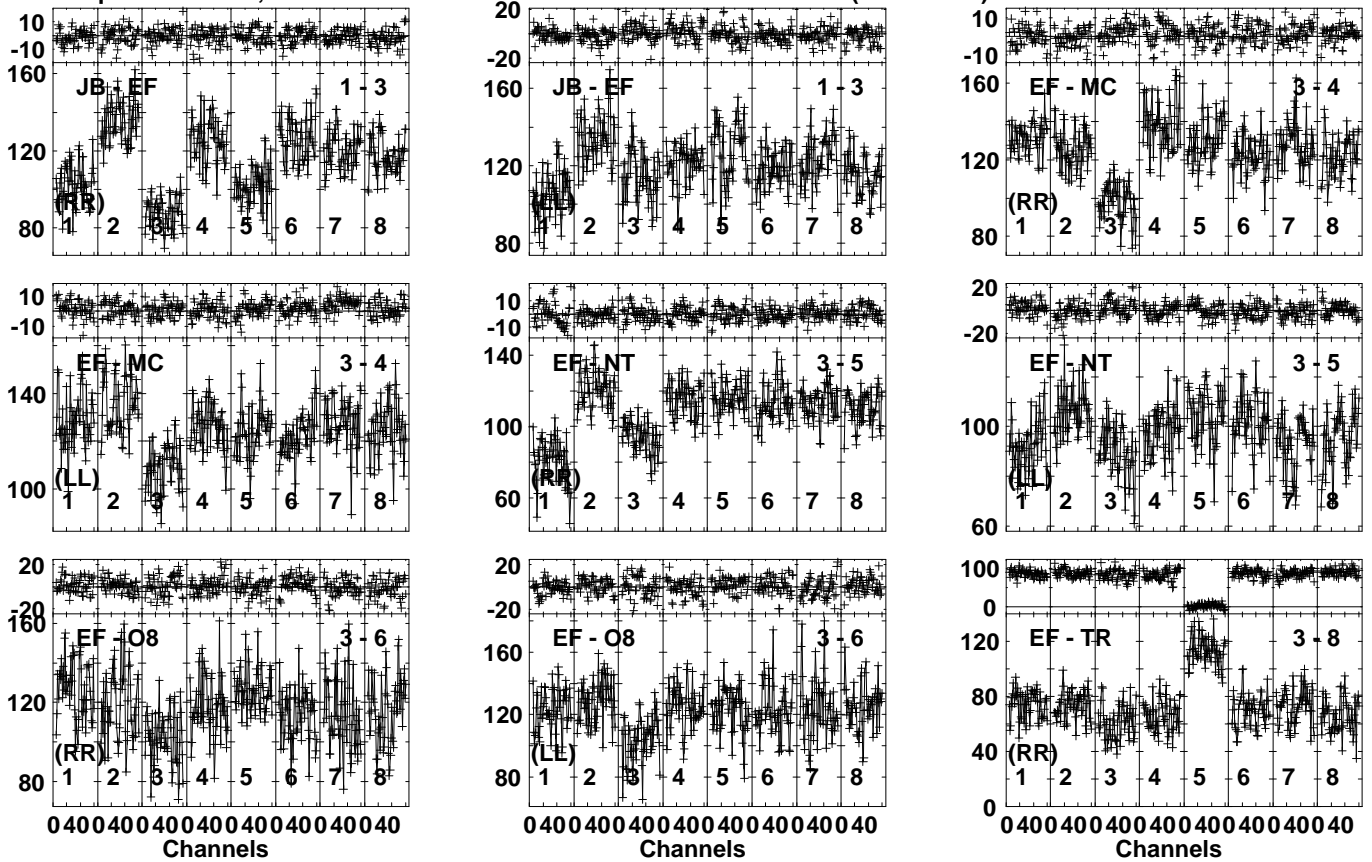 10 20 10
-10 -20 -10
160 JB - EF 1 - 3 160 JB - EF 1 - 3 160 EF - MC 3 - 4
120 120 120
(RR) (LL) (RR)
80 1 2 3 4 5 6 7 8 80 1 2 3 4 5 6 7 8 80 1 2 3 4 5 6 7 8
10 10 20
-10 -10 -20
EF - MC 3 - 4 140 EF - NT 3 - 5 EF - NT 3 - 5
140 100 100
(LL) (RR) (LL)
100 1 2 3 4 5 6 7 8 60 1 2 3 4 5 6 7 8 60 1 2 3 4 5 6 7 8
20 20 100
-20 -20 0
160 EF - O8 3 - 6 160 EF - O8 3 - 6 120 EF - TR 3 - 8
120 120 80
(RR) (LL) 40 (RR)
80 1 2 3 4 5 6 7 8 80 1 2 3 4 5 6 7 8 0 1 2 3 4 5 6 7 8
0 40 0 40 0 40 0 40 0 40 0 40 0 40 0 40 0 40 0 40 0 40 0 40 0 40 0 40 0 40 0 40 0 40 0 40 0 40 0 40 0 40 0 40 0 40 0 40
Channels Channels Channels